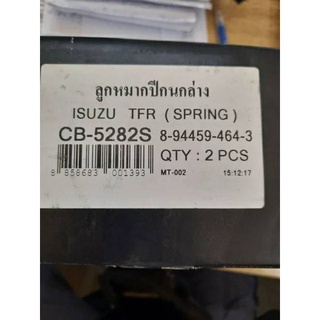 ลูกหมากปีกนกล่าง
ISUZU TFR ( SPRING )
CB-5282S 8-94459-464-3
QTY : 2 PCS
8 858683 001393 MT-002 15:12:17